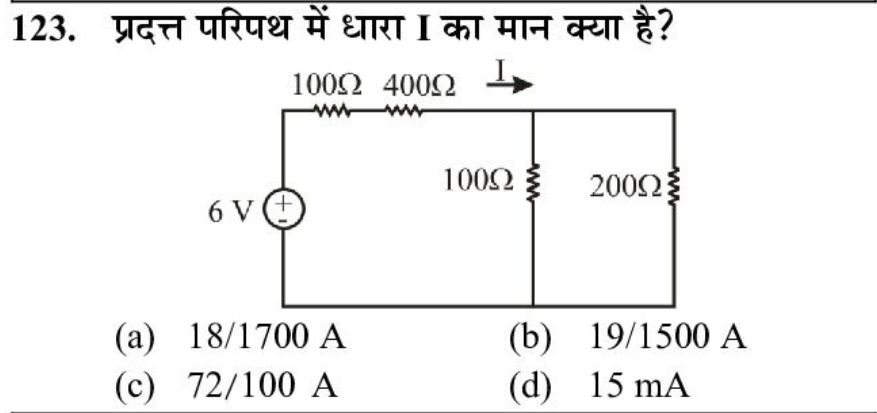 123. प्रदत्त परिपथ में धारा I का मान क्या है?
100Ω 400Ω I
100Ω 200Ω
6 V + -
(a) 18/1700 A (b) 19/1500 A
(c) 72/100 A (d) 15 mA